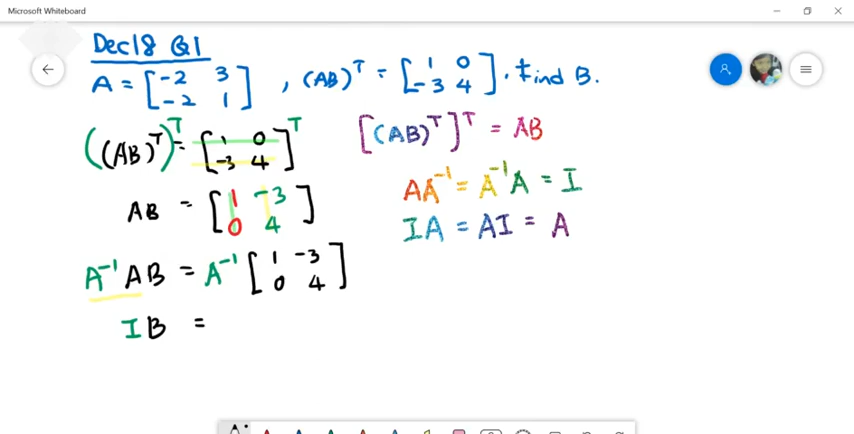 Microsoft Whiteboard
Dec18 Q1
A = [-2 3
-2 1] , (AB)ᵀ = [1 0
-3 4] . Find B.
((AB)ᵀ)ᵀ = [1 0
-3 4]ᵀ
[(AB)ᵀ]ᵀ = AB
AB = [1 -3
0 4]
AA⁻¹ = A⁻¹A = I
IA = AI = A
A⁻¹AB = A⁻¹ [1 -3
0 4]
IB =